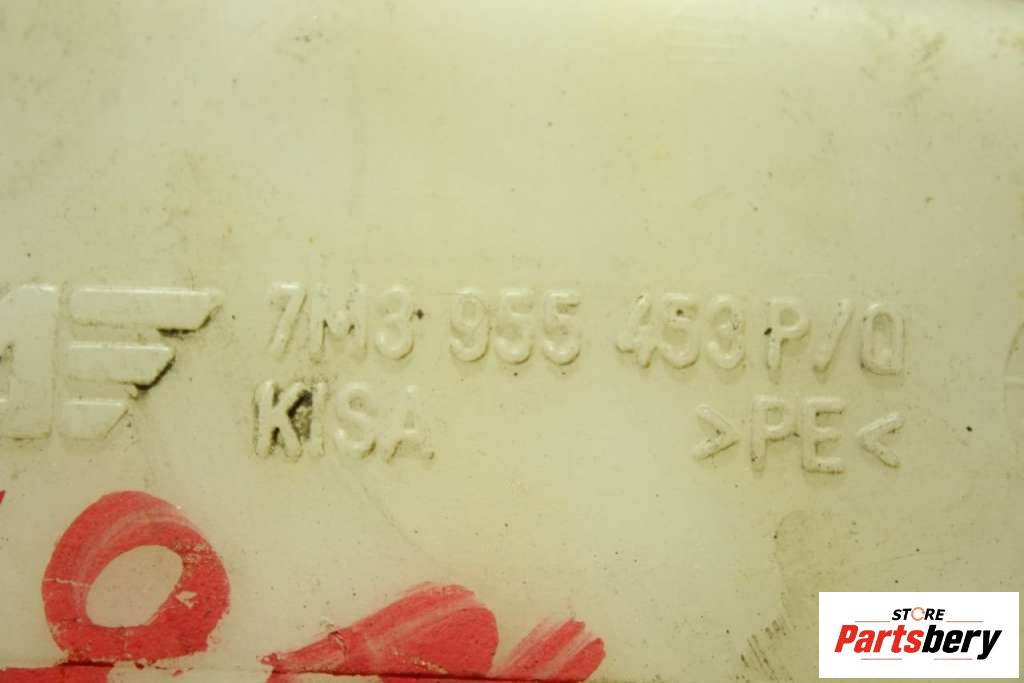 7M3 955 453 P/Q
KISA >PE<
STORE
Partsbery